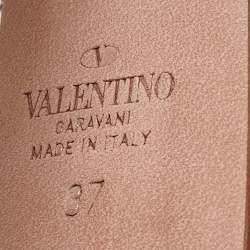 V
VALENTINO
GARAVANI
MADE IN ITALY
37